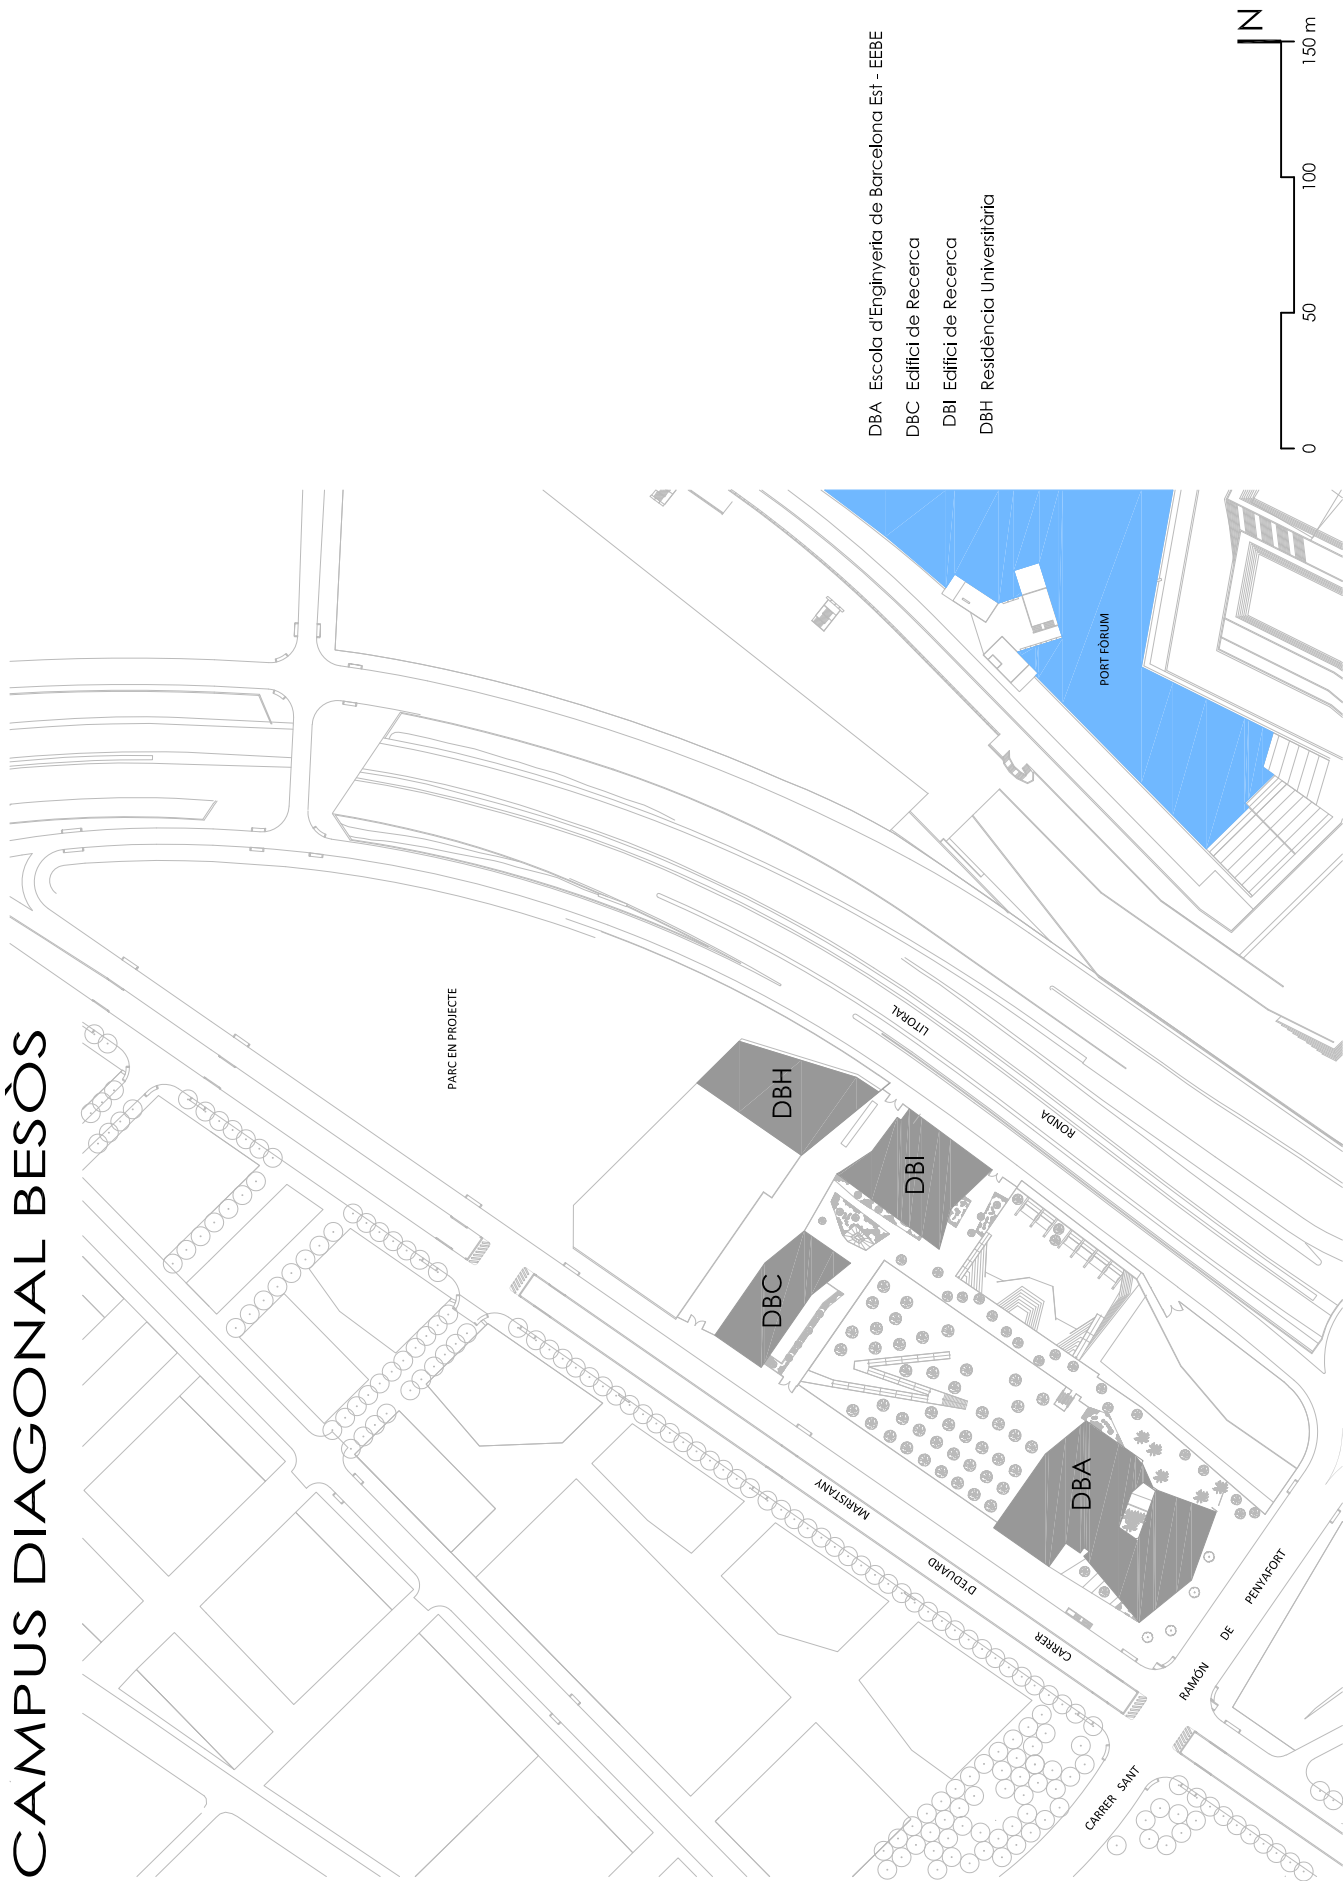 CAMPUS DIAGONAL BESÒS
DBA Escola d'Enginyeria de Barcelona Est - EEBE
DBC Edifici de Recerca
DBI Edifici de Recerca
DBH Residència Universitària
N
0 50 100 150 m
PARC EN PROJECTE
PORT FÒRUM
DBH
DBI
DBC
DBA
RONDA LITORAL
CARRER D'EDUARD MARISTANY
CARRER SANT RAMÓN DE PENYAFORT